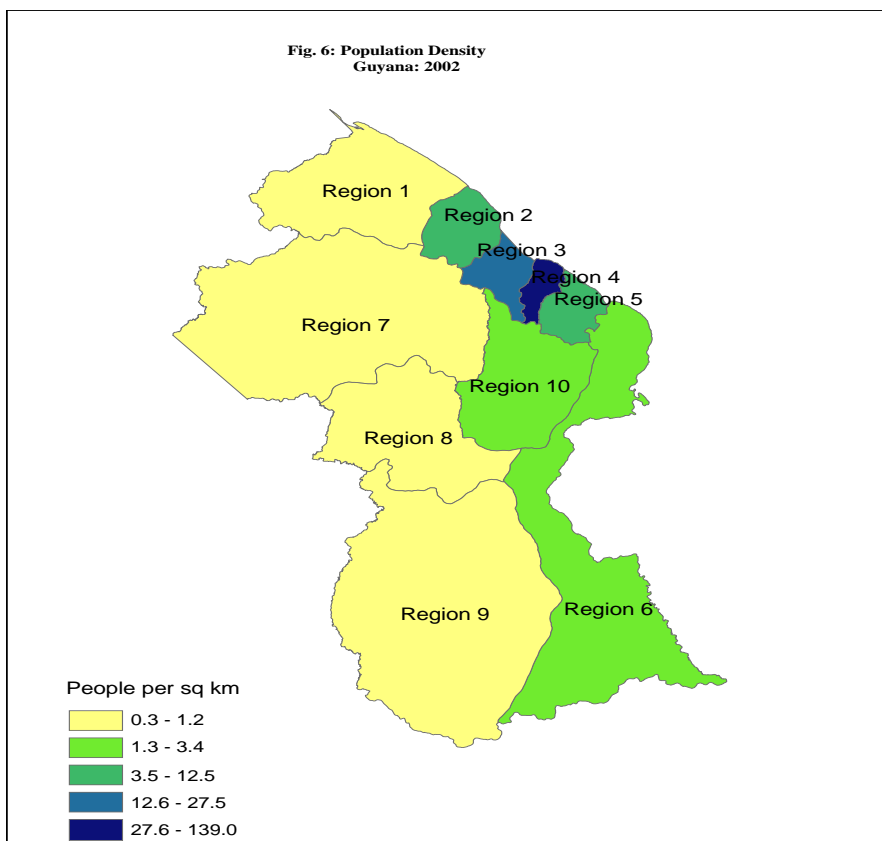 Fig. 6: Population Density
Guyana: 2002
Region 1
Region 2
Region 3
Region 4
Region 5
Region 7
Region 10
Region 8
Region 6
Region 9
People per sq km
0.3 - 1.2
1.3 - 3.4
3.5 - 12.5
12.6 - 27.5
27.6 - 139.0